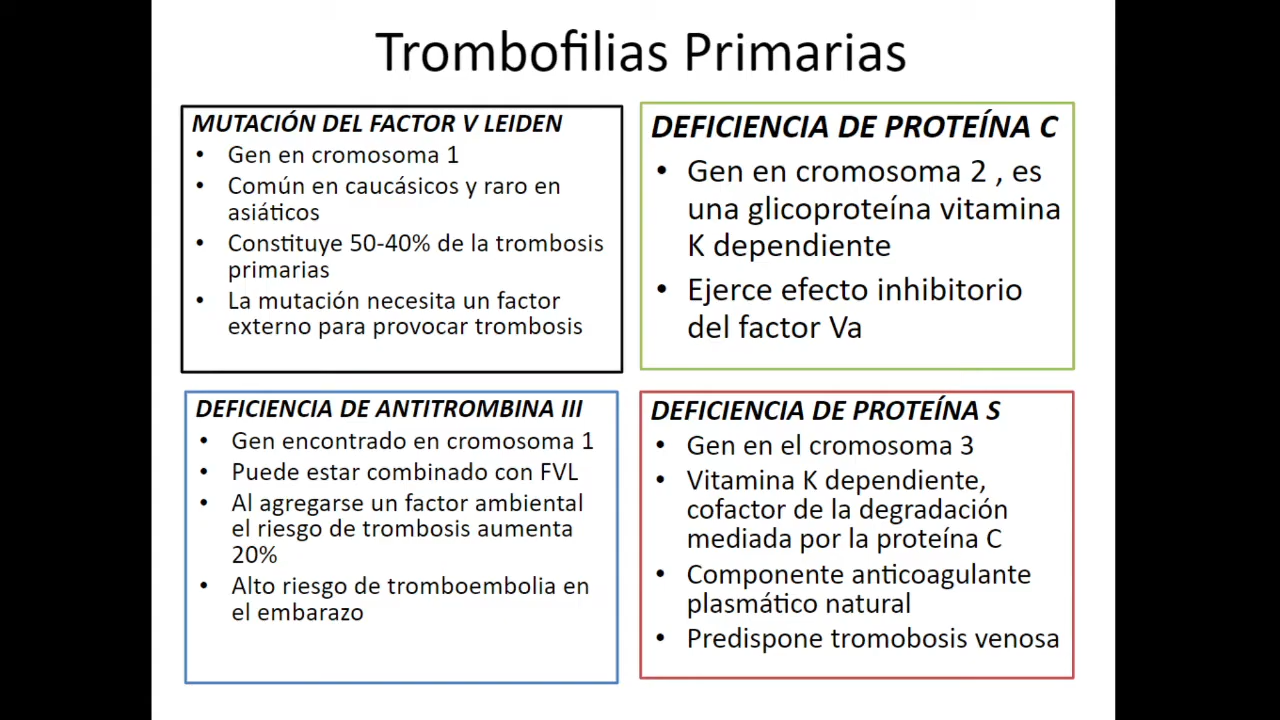 Trombofilias Primarias
MUTACIÓN DEL FACTOR V LEIDEN
• Gen en cromosoma 1
• Común en caucásicos y raro en
asiáticos
• Constituye 50-40% de la trombosis
primarias
• La mutación necesita un factor
externo para provocar trombosis
DEFICIENCIA DE PROTEÍNA C
• Gen en cromosoma 2 , es
una glicoproteína vitamina
K dependiente
• Ejerce efecto inhibitorio
del factor Va
DEFICIENCIA DE ANTITROMBINA III
• Gen encontrado en cromosoma 1
• Puede estar combinado con FVL
• Al agregarse un factor ambiental
el riesgo de trombosis aumenta
20%
• Alto riesgo de tromboembolia en
el embarazo
DEFICIENCIA DE PROTEÍNA S
• Gen en el cromosoma 3
• Vitamina K dependiente,
cofactor de la degradación
mediada por la proteína C
• Componente anticoagulante
plasmático natural
• Predispone tromobosis venosa